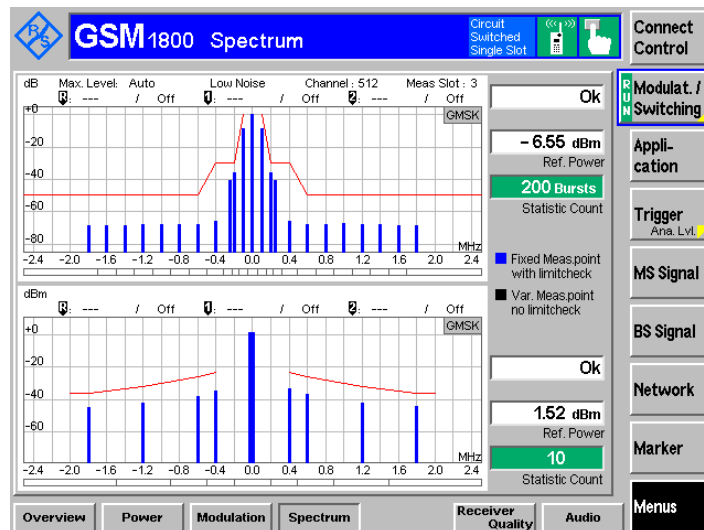 R&S
GSM 1800 Spectrum
Circuit Switched Single Slot
Connect Control
dB Max. Level: Auto Low Noise Channel : 512 Meas Slot : 3
R: --- / Off 1: --- / Off 2: --- / Off
GMSK
+0
-20
-40
-60
-80
MHz
-2.4 -2.0 -1.6 -1.2 -0.8 -0.4 0.0 0.4 0.8 1.2 1.6 2.0 2.4
Ok
-6.55 dBm
Ref. Power
200 Bursts
Statistic Count
Fixed Meas.point
with limitcheck
Var. Meas.point
no limitcheck
dBm
R: --- / Off 1: --- / Off 2: --- / Off
GMSK
+0
-20
-40
-60
MHz
-2.4 -2.0 -1.6 -1.2 -0.8 -0.4 0.0 0.4 0.8 1.2 1.6 2.0 2.4
Ok
1.52 dBm
Ref. Power
10
Statistic Count
RUN
Modulat. /
Switching
Appli-
cation
Trigger
Ana. Lvl.
MS Signal
BS Signal
Network
Marker
Menus
Overview Power Modulation Spectrum Receiver Quality Audio